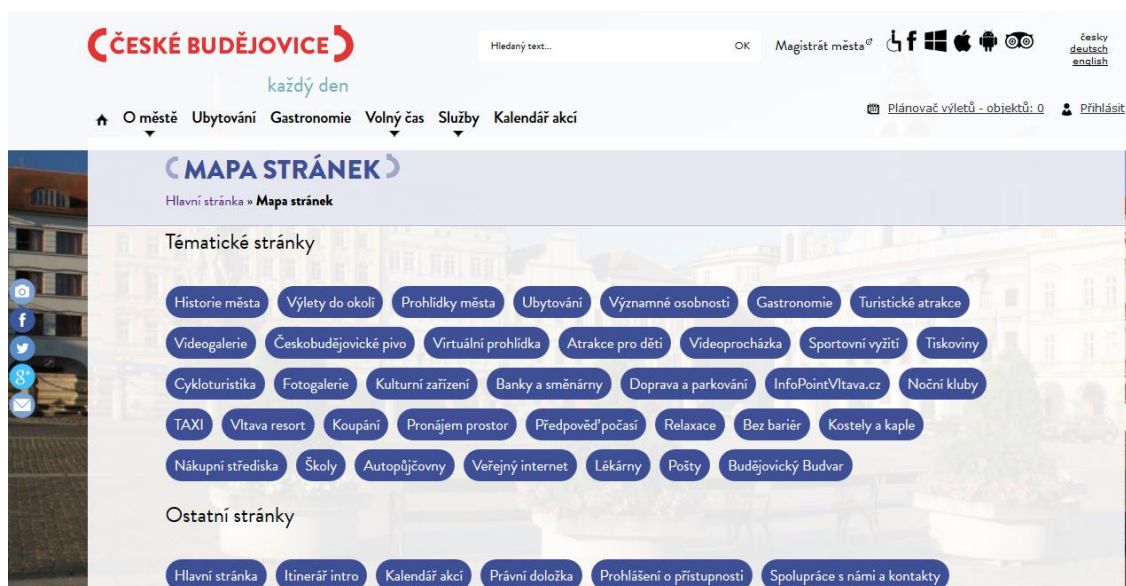 ČESKÉ BUDĚJOVICE
každý den
Hledaný text... OK
Magistrát města
česky
deutsch
english
Plánovač výletů - objektů: 0 Přihlásit
O městě Ubytování Gastronomie Volný čas Služby Kalendář akcí
MAPA STRÁNEK
Hlavní stránka » Mapa stránek
Tématické stránky
Historie města Výlety do okolí Prohlídky města Ubytování Významné osobnosti Gastronomie Turistické atrakce
Videogalerie Českobudějovické pivo Virtuální prohlídka Atrakce pro děti Videoprocházka Sportovní vyžití Tiskoviny
Cykloturistika Fotogalerie Kulturní zařízení Banky a směnárny Doprava a parkování InfoPointVltava.cz Noční kluby
TAXI Vltava resort Koupání Pronájem prostor Předpověď počasí Relaxace Bez bariér Kostely a kaple
Nákupní střediska Školy Autopůjčovny Veřejný internet Lékárny Pošty Budějovický Budvar
Ostatní stránky
Hlavní stránka Itinerář intro Kalendář akcí Právní doložka Prohlášení o přístupnosti Spolupráce s námi a kontakty